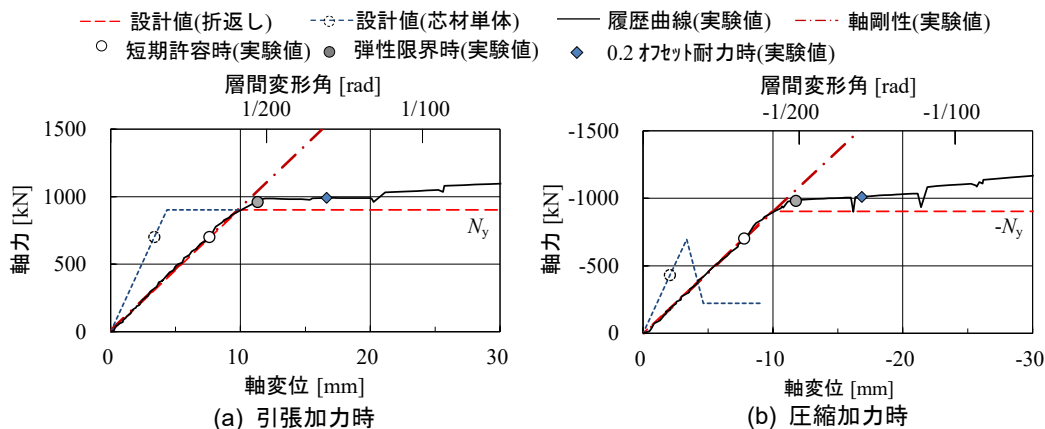 設計値(折返し) 設計値(芯材単体) 履歴曲線(実験値) 軸剛性(実験値)
短期許容時(実験値) 弾性限界時(実験値) 0.2 ｵﾌｾｯﾄ耐力時(実験値)
層間変形角 [rad]
1/200 1/100
1500
1000
500
0
軸力 [kN]
Ny
0 10 20 30
軸変位 [mm]
(a) 引張加力時
層間変形角 [rad]
-1/200 -1/100
-1500
-1000
-500
0
軸力 [kN]
-Ny
0 -10 -20 -30
軸変位 [mm]
(b) 圧縮加力時